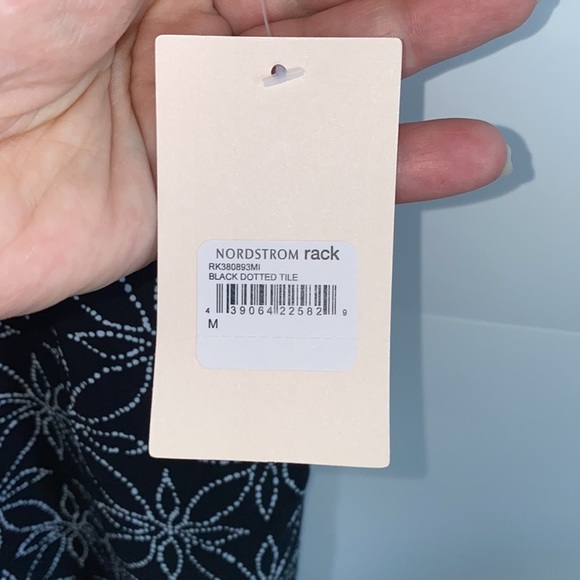 NORDSTROM rack
RK380893MI
BLACK DOTTED TILE
4 39064 22582 9
M